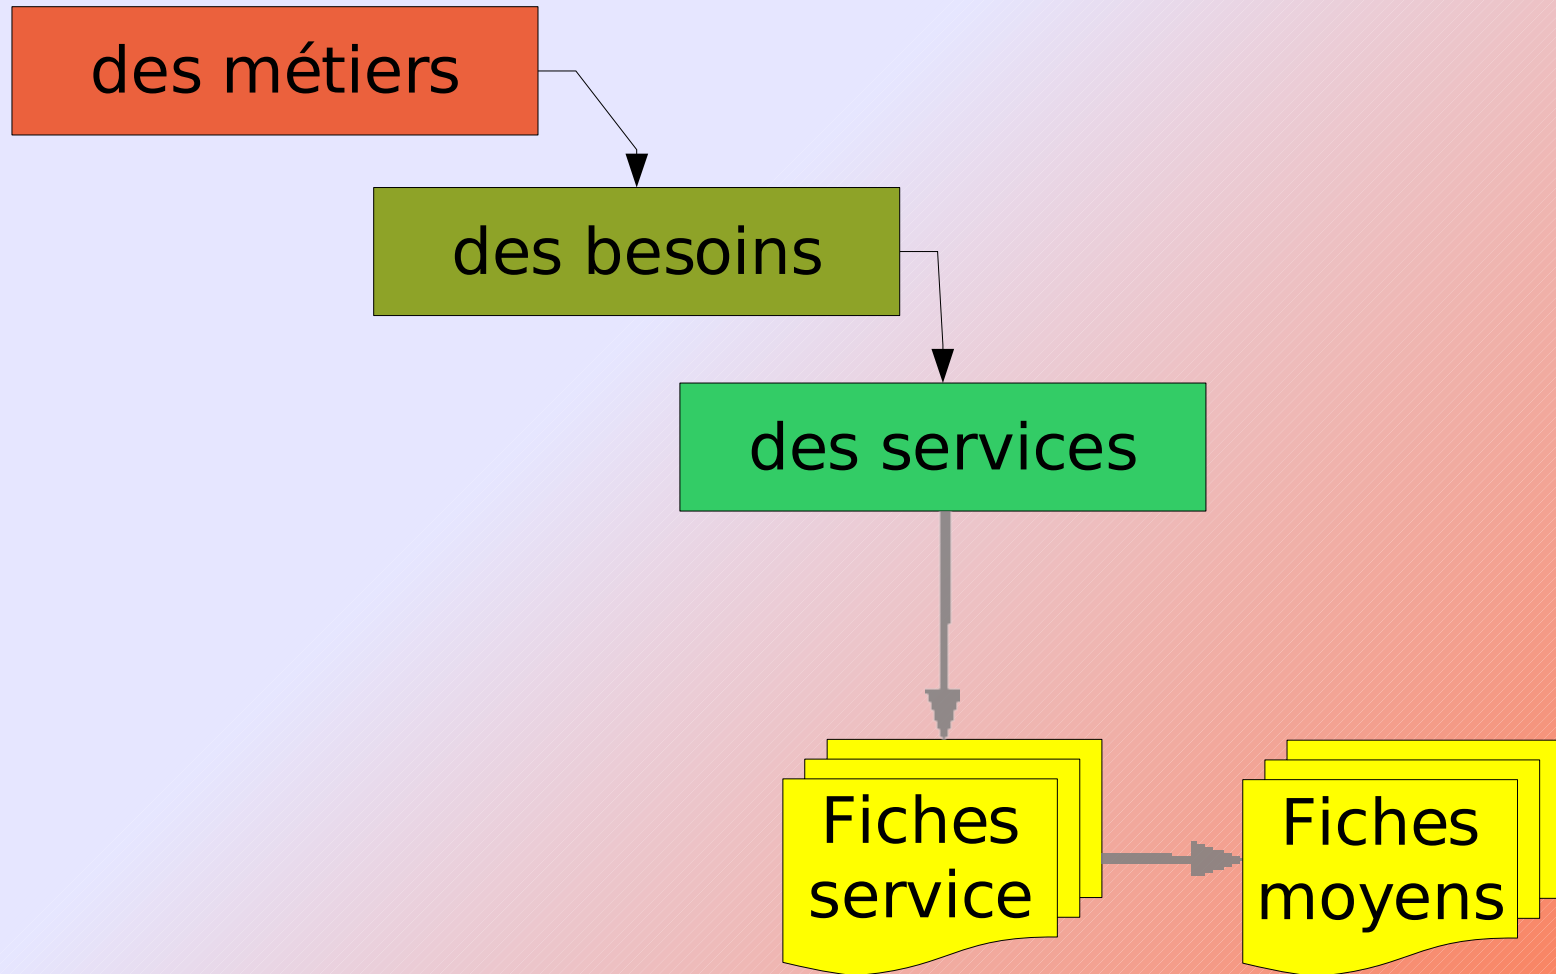 des métiers
des besoins
des services
Fiches
service
Fiches
moyens